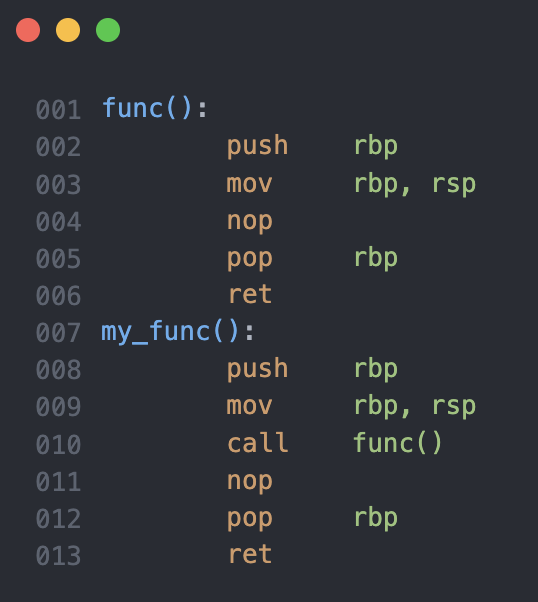 001 func():
002 push rbp
003 mov rbp, rsp
004 nop
005 pop rbp
006 ret
007 my_func():
008 push rbp
009 mov rbp, rsp
010 call func()
011 nop
012 pop rbp
013 ret